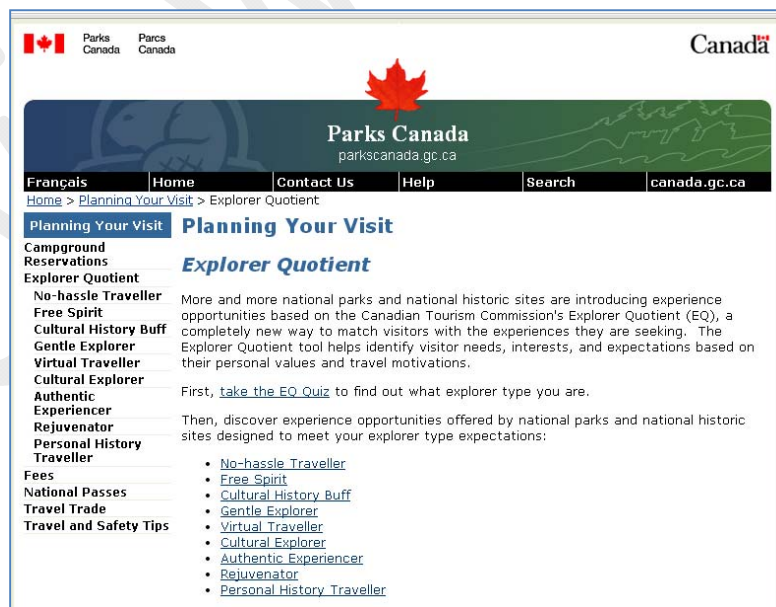 Parks Canada
Parcs Canada
Canada
Parks Canada
parkscanada.gc.ca
Français Home Contact Us Help Search canada.gc.ca
Home > Planning Your Visit > Explorer Quotient
Planning Your Visit
Campground
Reservations
Explorer Quotient
No-hassle Traveller
Free Spirit
Cultural History Buff
Gentle Explorer
Virtual Traveller
Cultural Explorer
Authentic
Experiencer
Rejuvenator
Personal History
Traveller
Fees
National Passes
Travel Trade
Travel and Safety Tips
Planning Your Visit
Explorer Quotient
More and more national parks and national historic sites are introducing experience
opportunities based on the Canadian Tourism Commission's Explorer Quotient (EQ), a
completely new way to match visitors with the experiences they are seeking. The
Explorer Quotient tool helps identify visitor needs, interests, and expectations based on
their personal values and travel motivations.
First, take the EQ Quiz to find out what explorer type you are.
Then, discover experience opportunities offered by national parks and national historic
sites designed to meet your explorer type expectations:
• No-hassle Traveller
• Free Spirit
• Cultural History Buff
• Gentle Explorer
• Virtual Traveller
• Cultural Explorer
• Authentic Experiencer
• Rejuvenator
• Personal History Traveller